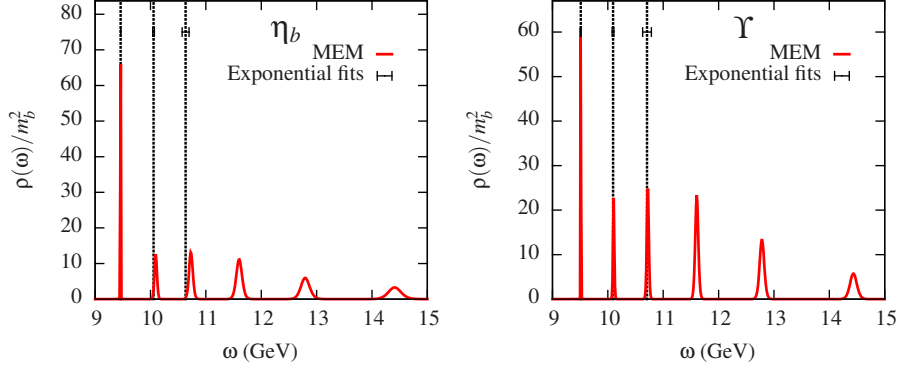 η_b
MEM
Exponential fits
ρ(ω)/m_b^2
80
70
60
50
40
30
20
10
0
9 10 11 12 13 14 15
ω (GeV)
ϒ
MEM
Exponential fits
ρ(ω)/m_b^2
60
50
40
30
20
10
0
9 10 11 12 13 14 15
ω (GeV)